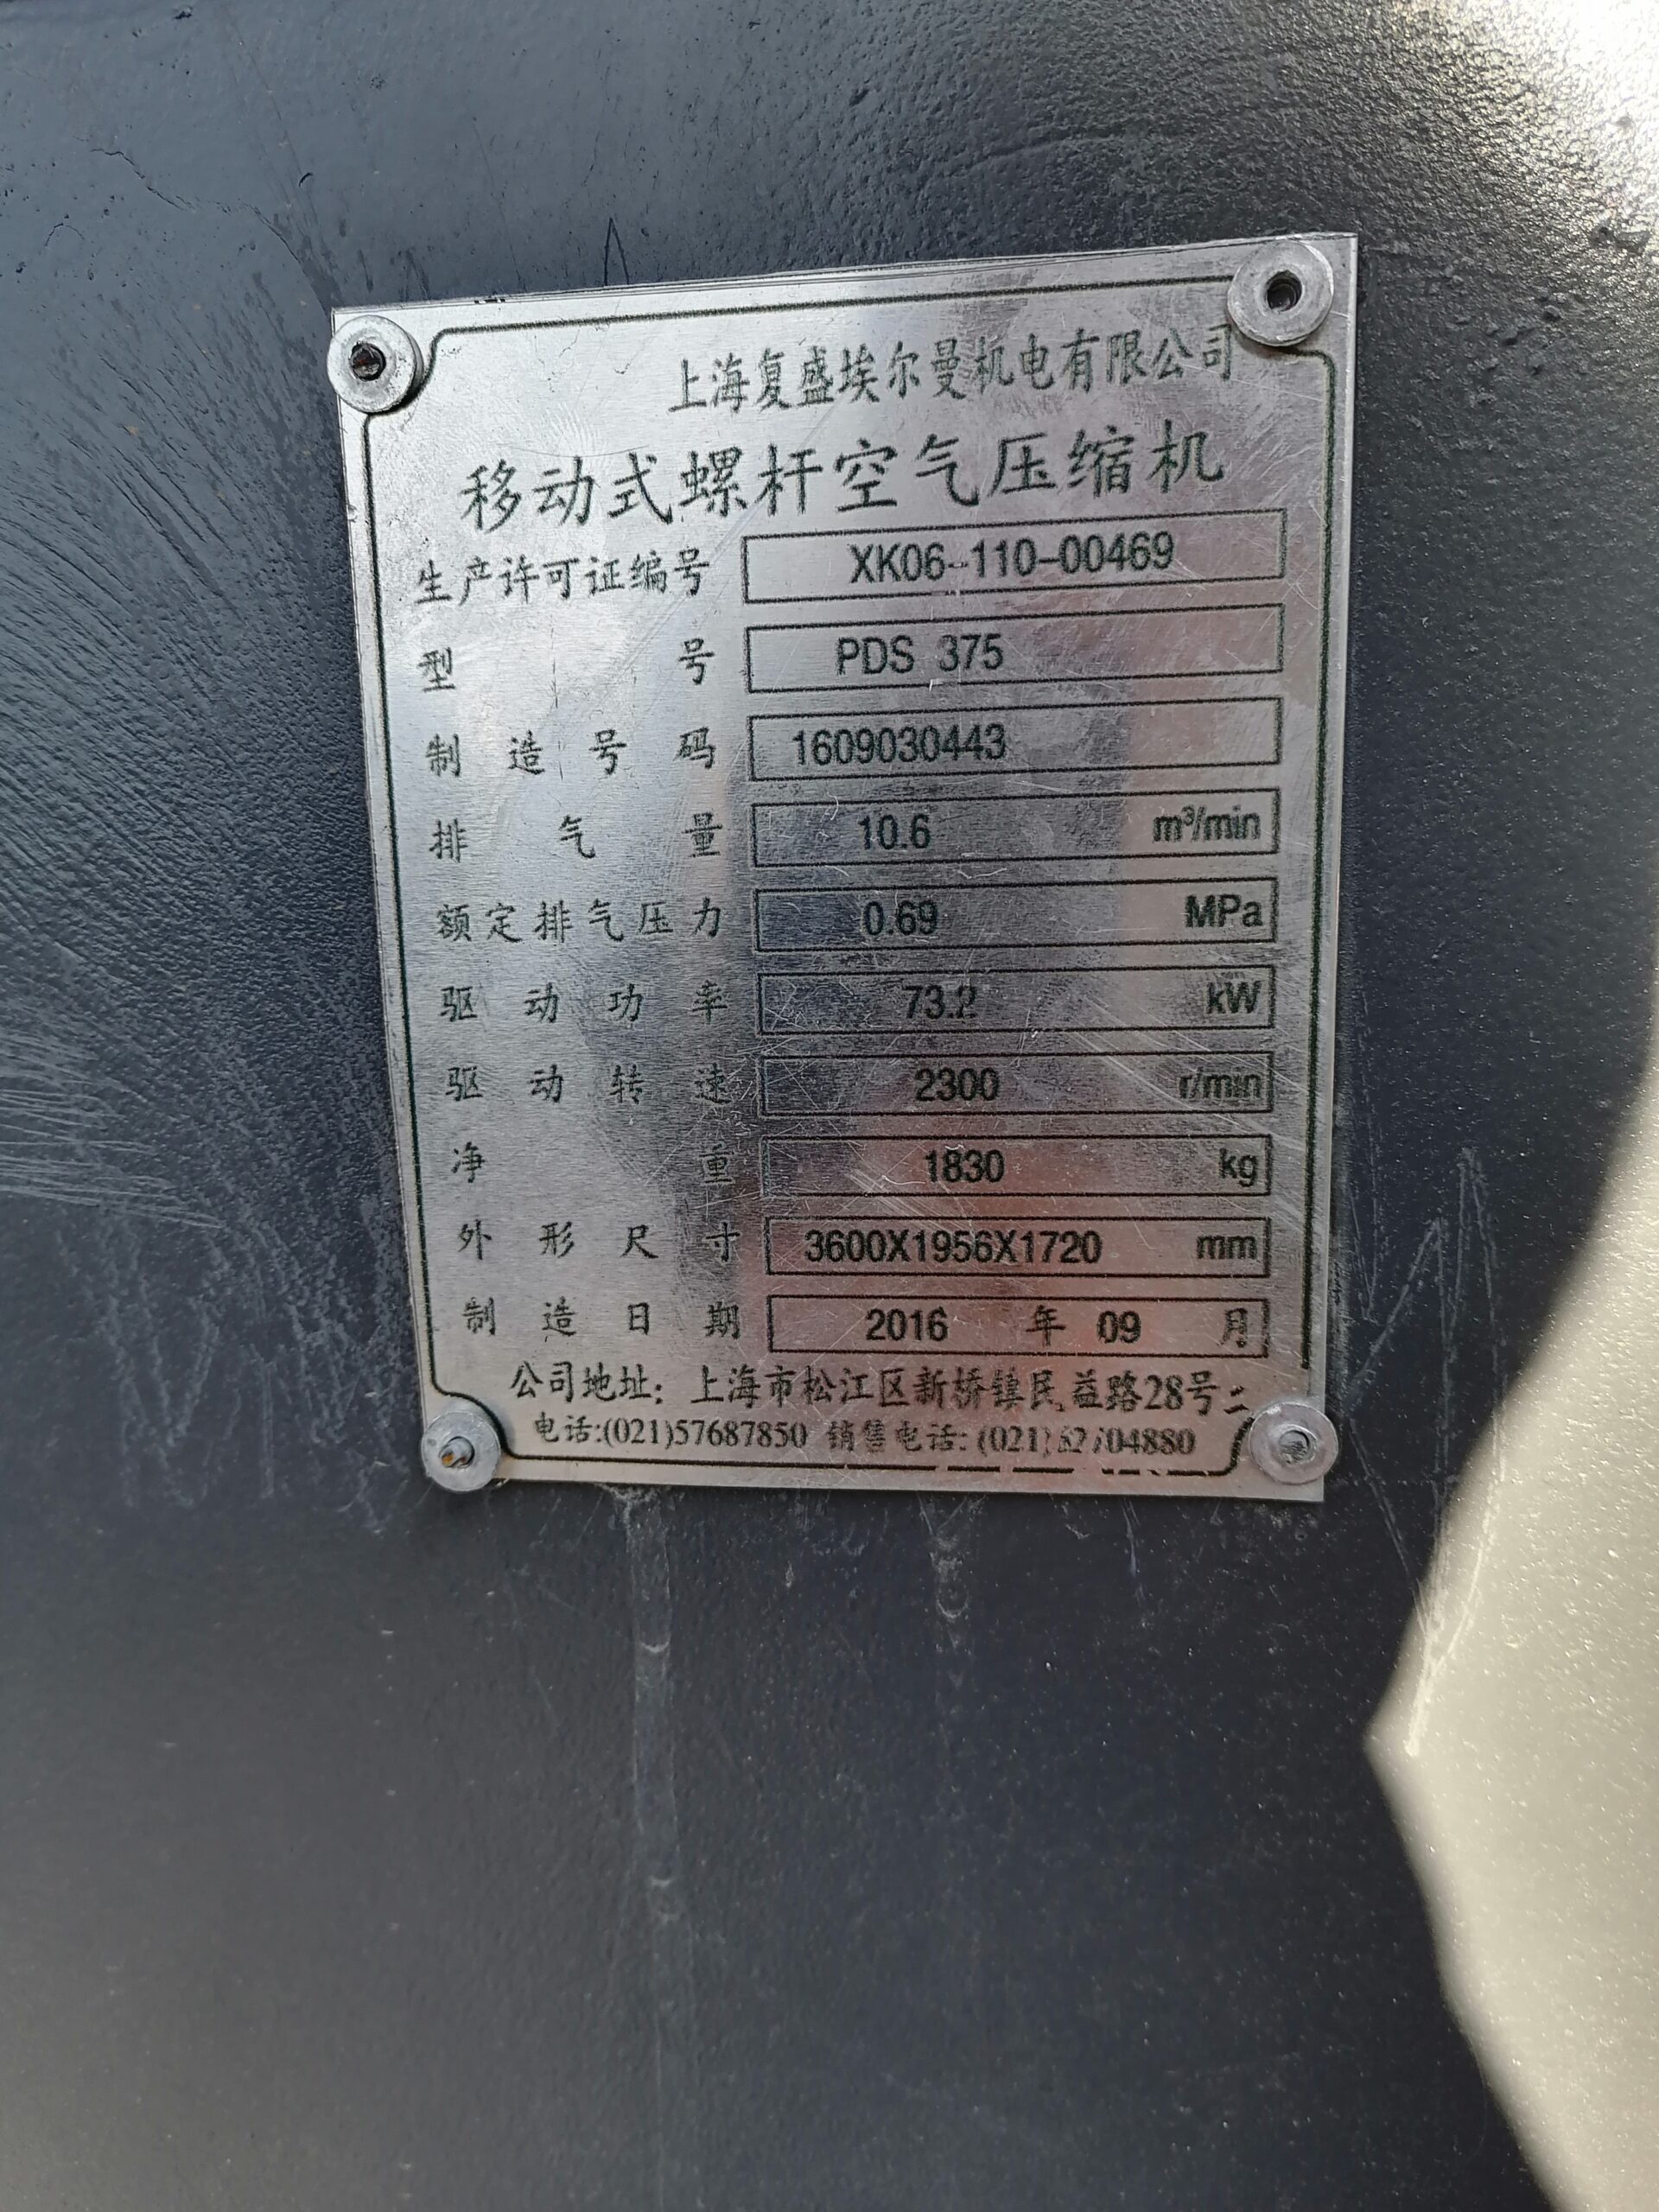 上海复盛埃尔曼机电有限公司
移动式螺杆空气压缩机
生产许可证编号 XK06-110-00469
型号 PDS 375
制造号码 1609030443
排气量 10.6 m³/min
额定排气压力 0.69 MPa
驱动功率 73.2 kW
驱动转速 2300 r/min
净重 1830 kg
外形尺寸 3600X1956X1720 mm
制造日期 2016 年 09 月
公司地址：上海市松江区新桥镇民益路28号
电话:(021)57687850 销售电话: